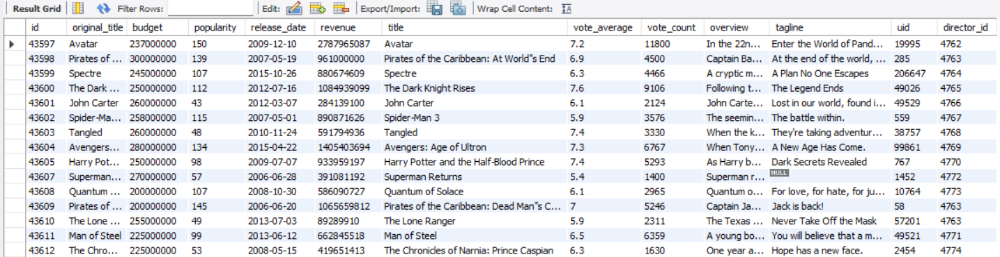 Result Grid Filter Rows: Edit: Export/Import: Wrap Cell Content: IA
id original_title budget popularity release_date revenue title vote_average vote_count overview tagline uid director_id
43597 Avatar 237000000 150 2009-12-10 2787965087 Avatar 7.2 11800 In the 22n... Enter the World of Pand... 19995 4762
43598 Pirates of ... 300000000 139 2007-05-19 961000000 Pirates of the Caribbean: At World"s End 6.9 4500 Captain Ba... At the end of the world, ... 285 4763
43599 Spectre 245000000 107 2015-10-26 880674609 Spectre 6.3 4466 A cryptic m... A Plan No One Escapes 206647 4764
43600 The Dark ... 250000000 112 2012-07-16 1084939099 The Dark Knight Rises 7.6 9106 Following t... The Legend Ends 49026 4765
43601 John Carter 260000000 43 2012-03-07 284139100 John Carter 6.1 2124 John Carte... Lost in our world, found i... 49529 4766
43602 Spider-Ma... 258000000 115 2007-05-01 890871626 Spider-Man 3 5.9 3576 The seemin... The battle within. 559 4767
43603 Tangled 260000000 48 2010-11-24 591794936 Tangled 7.4 3330 When the k... They're taking adventur... 38757 4768
43604 Avengers... 280000000 134 2015-04-22 1405403694 Avengers: Age of Ultron 7.3 6767 When Tony... A New Age Has Come. 99861 4769
43605 Harry Pot... 250000000 98 2009-07-07 933959197 Harry Potter and the Half-Blood Prince 7.4 5293 As Harry b... Dark Secrets Revealed 767 4770
43607 Superman... 270000000 57 2006-06-28 391081192 Superman Returns 5.4 1400 Superman r... NULL 1452 4772
43608 Quantum ... 200000000 107 2008-10-30 586090727 Quantum of Solace 6.1 2965 Quantum o... For love, for hate, for ju... 10764 4773
43609 Pirates of ... 200000000 145 2006-06-20 1065659812 Pirates of the Caribbean: Dead Man"s C... 7 5246 Captain Ja... Jack is back! 58 4763
43610 The Lone ... 255000000 49 2013-07-03 89289910 The Lone Ranger 5.9 2311 The Texas ... Never Take Off the Mask 57201 4763
43611 Man of Steel 225000000 99 2013-06-12 662845518 Man of Steel 6.5 6359 A young bo... You will believe that a m... 49521 4771
43612 The Chro... 225000000 53 2008-05-15 419651413 The Chronicles of Narnia: Prince Caspian 6.3 1630 One year a... Hope has a new face. 2454 4774